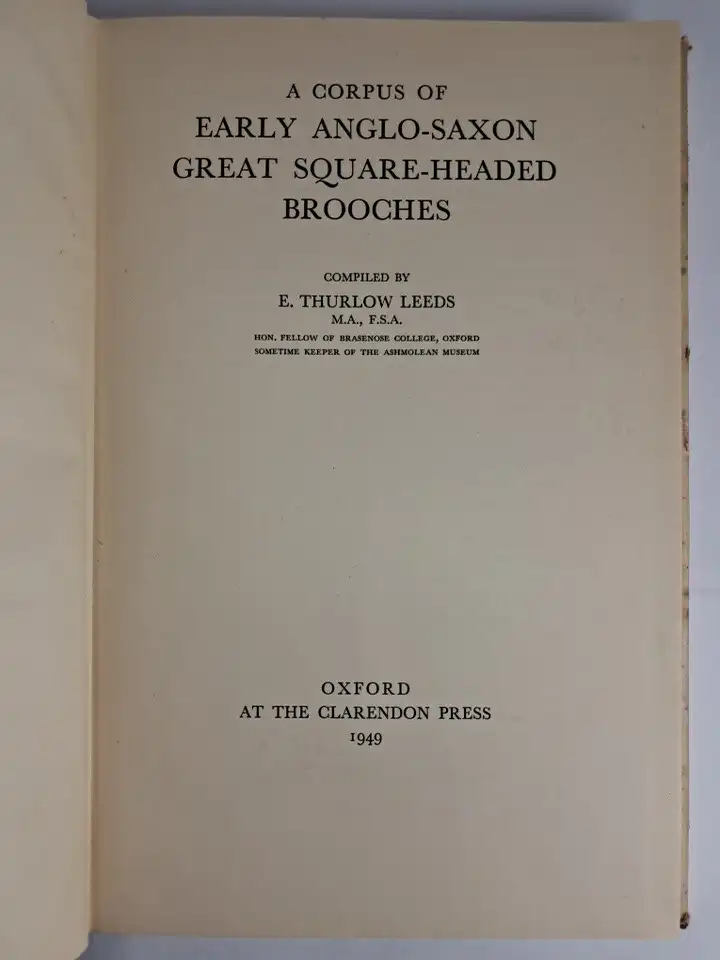 A CORPUS OF
EARLY ANGLO-SAXON
GREAT SQUARE-HEADED
BROOCHES
COMPILED BY
E. THURLOW LEEDS
M.A., F.S.A.
HON. FELLOW OF BRASENOSE COLLEGE, OXFORD
SOMETIME KEEPER OF THE ASHMOLEAN MUSEUM
OXFORD
AT THE CLARENDON PRESS
1949